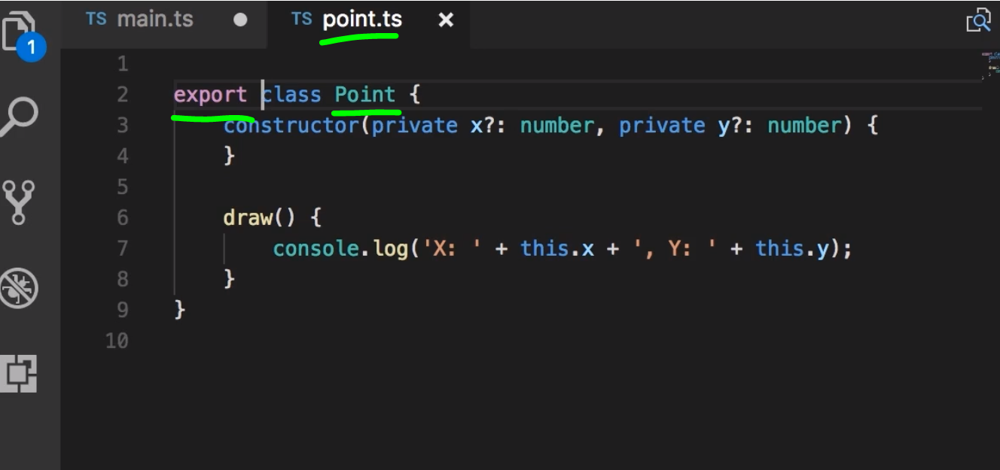 1
TS main.ts
TS point.ts
1
2 export class Point {
3     constructor(private x?: number, private y?: number) {
4     }
5
6     draw() {
7         console.log('X: ' + this.x + ', Y: ' + this.y);
8     }
9 }
10